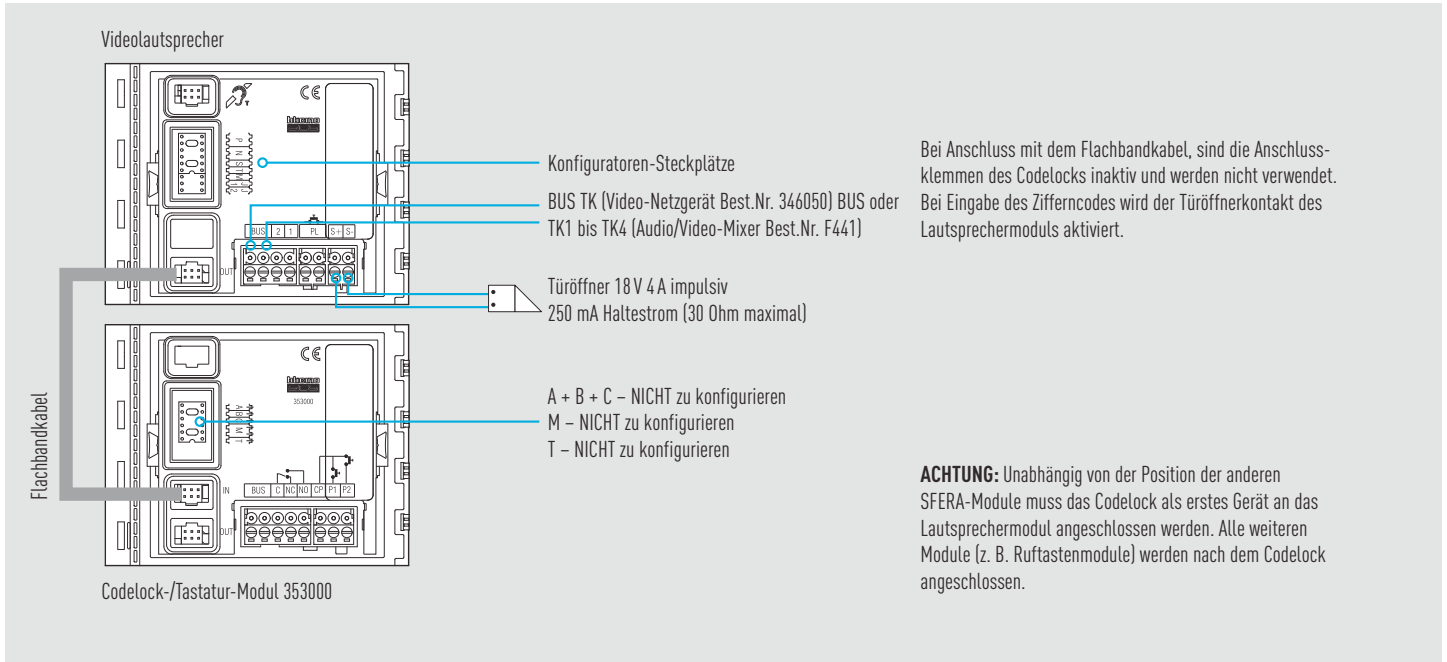 Videolautsprecher
T
CE
bticino
P
N
S
T
M
J1
J2
BUS 2 1 PL S+ S-
OUT
Konfiguratoren-Steckplätze
BUS TK (Video-Netzgerät Best.Nr. 346050) BUS oder
TK1 bis TK4 (Audio/Video-Mixer Best.Nr. F441)
Türöffner 18 V 4 A impulsiv
250 mA Haltestrom (30 Ohm maximal)
Flachbandkabel
CE
bticino
353000
A
B
C
M
T
IN
BUS C NC NO CP P1 P2
OUT
A + B + C – NICHT zu konfigurieren
M – NICHT zu konfigurieren
T – NICHT zu konfigurieren
Codelock-/Tastatur-Modul 353000
Bei Anschluss mit dem Flachbandkabel, sind die Anschluss-
klemmen des Codelocks inaktiv und werden nicht verwendet.
Bei Eingabe des Zifferncodes wird der Türöffnerkontakt des
Lautsprechermoduls aktiviert.
ACHTUNG: Unabhängig von der Position der anderen
SFERA-Module muss das Codelock als erstes Gerät an das
Lautsprechermodul angeschlossen werden. Alle weiteren
Module (z. B. Ruftastenmodule) werden nach dem Codelock
angeschlossen.